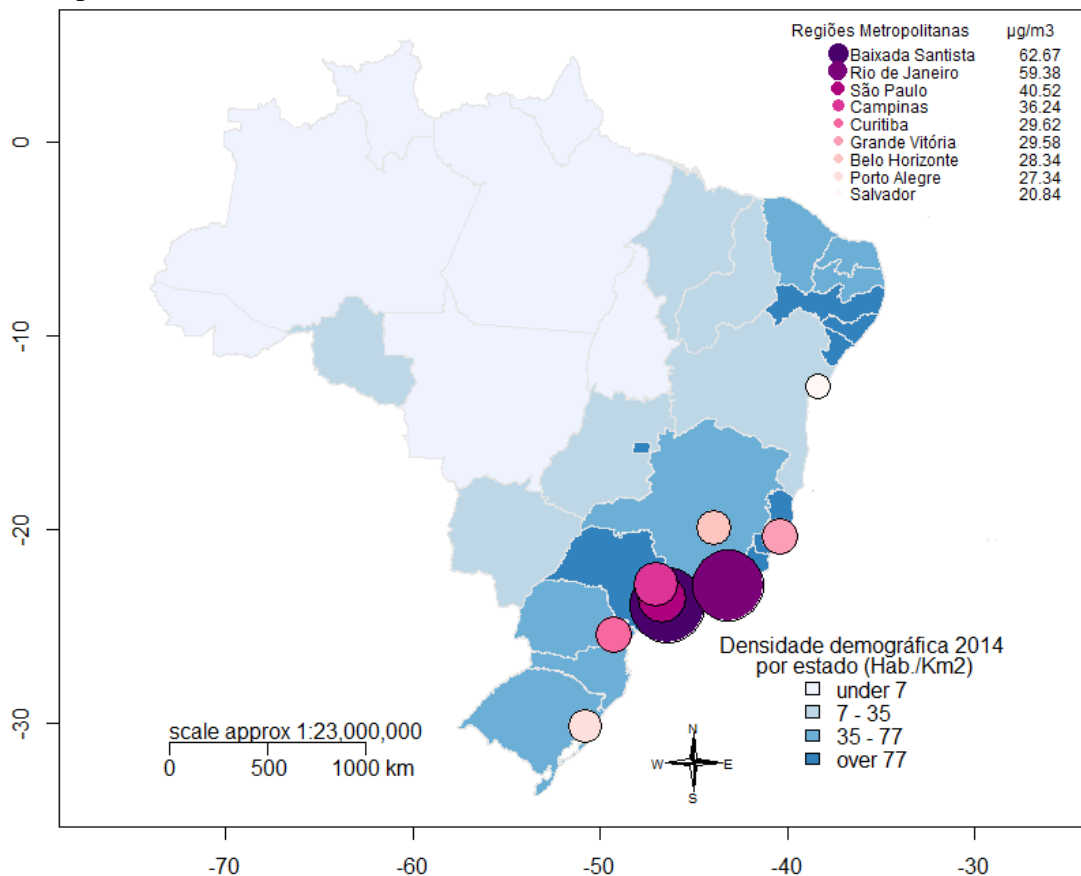 Regiões Metropolitanas µg/m3
Baixada Santista 62.67
Rio de Janeiro 59.38
São Paulo 40.52
Campinas 36.24
Curitiba 29.62
Grande Vitória 29.58
Belo Horizonte 28.34
Porto Alegre 27.34
Salvador 20.84
0
-10
-20
-30
Densidade demográfica 2014
por estado (Hab./Km2)
under 7
7 - 35
35 - 77
over 77
scale approx 1:23,000,000
0 500 1000 km
N
W E
S
-70 -60 -50 -40 -30